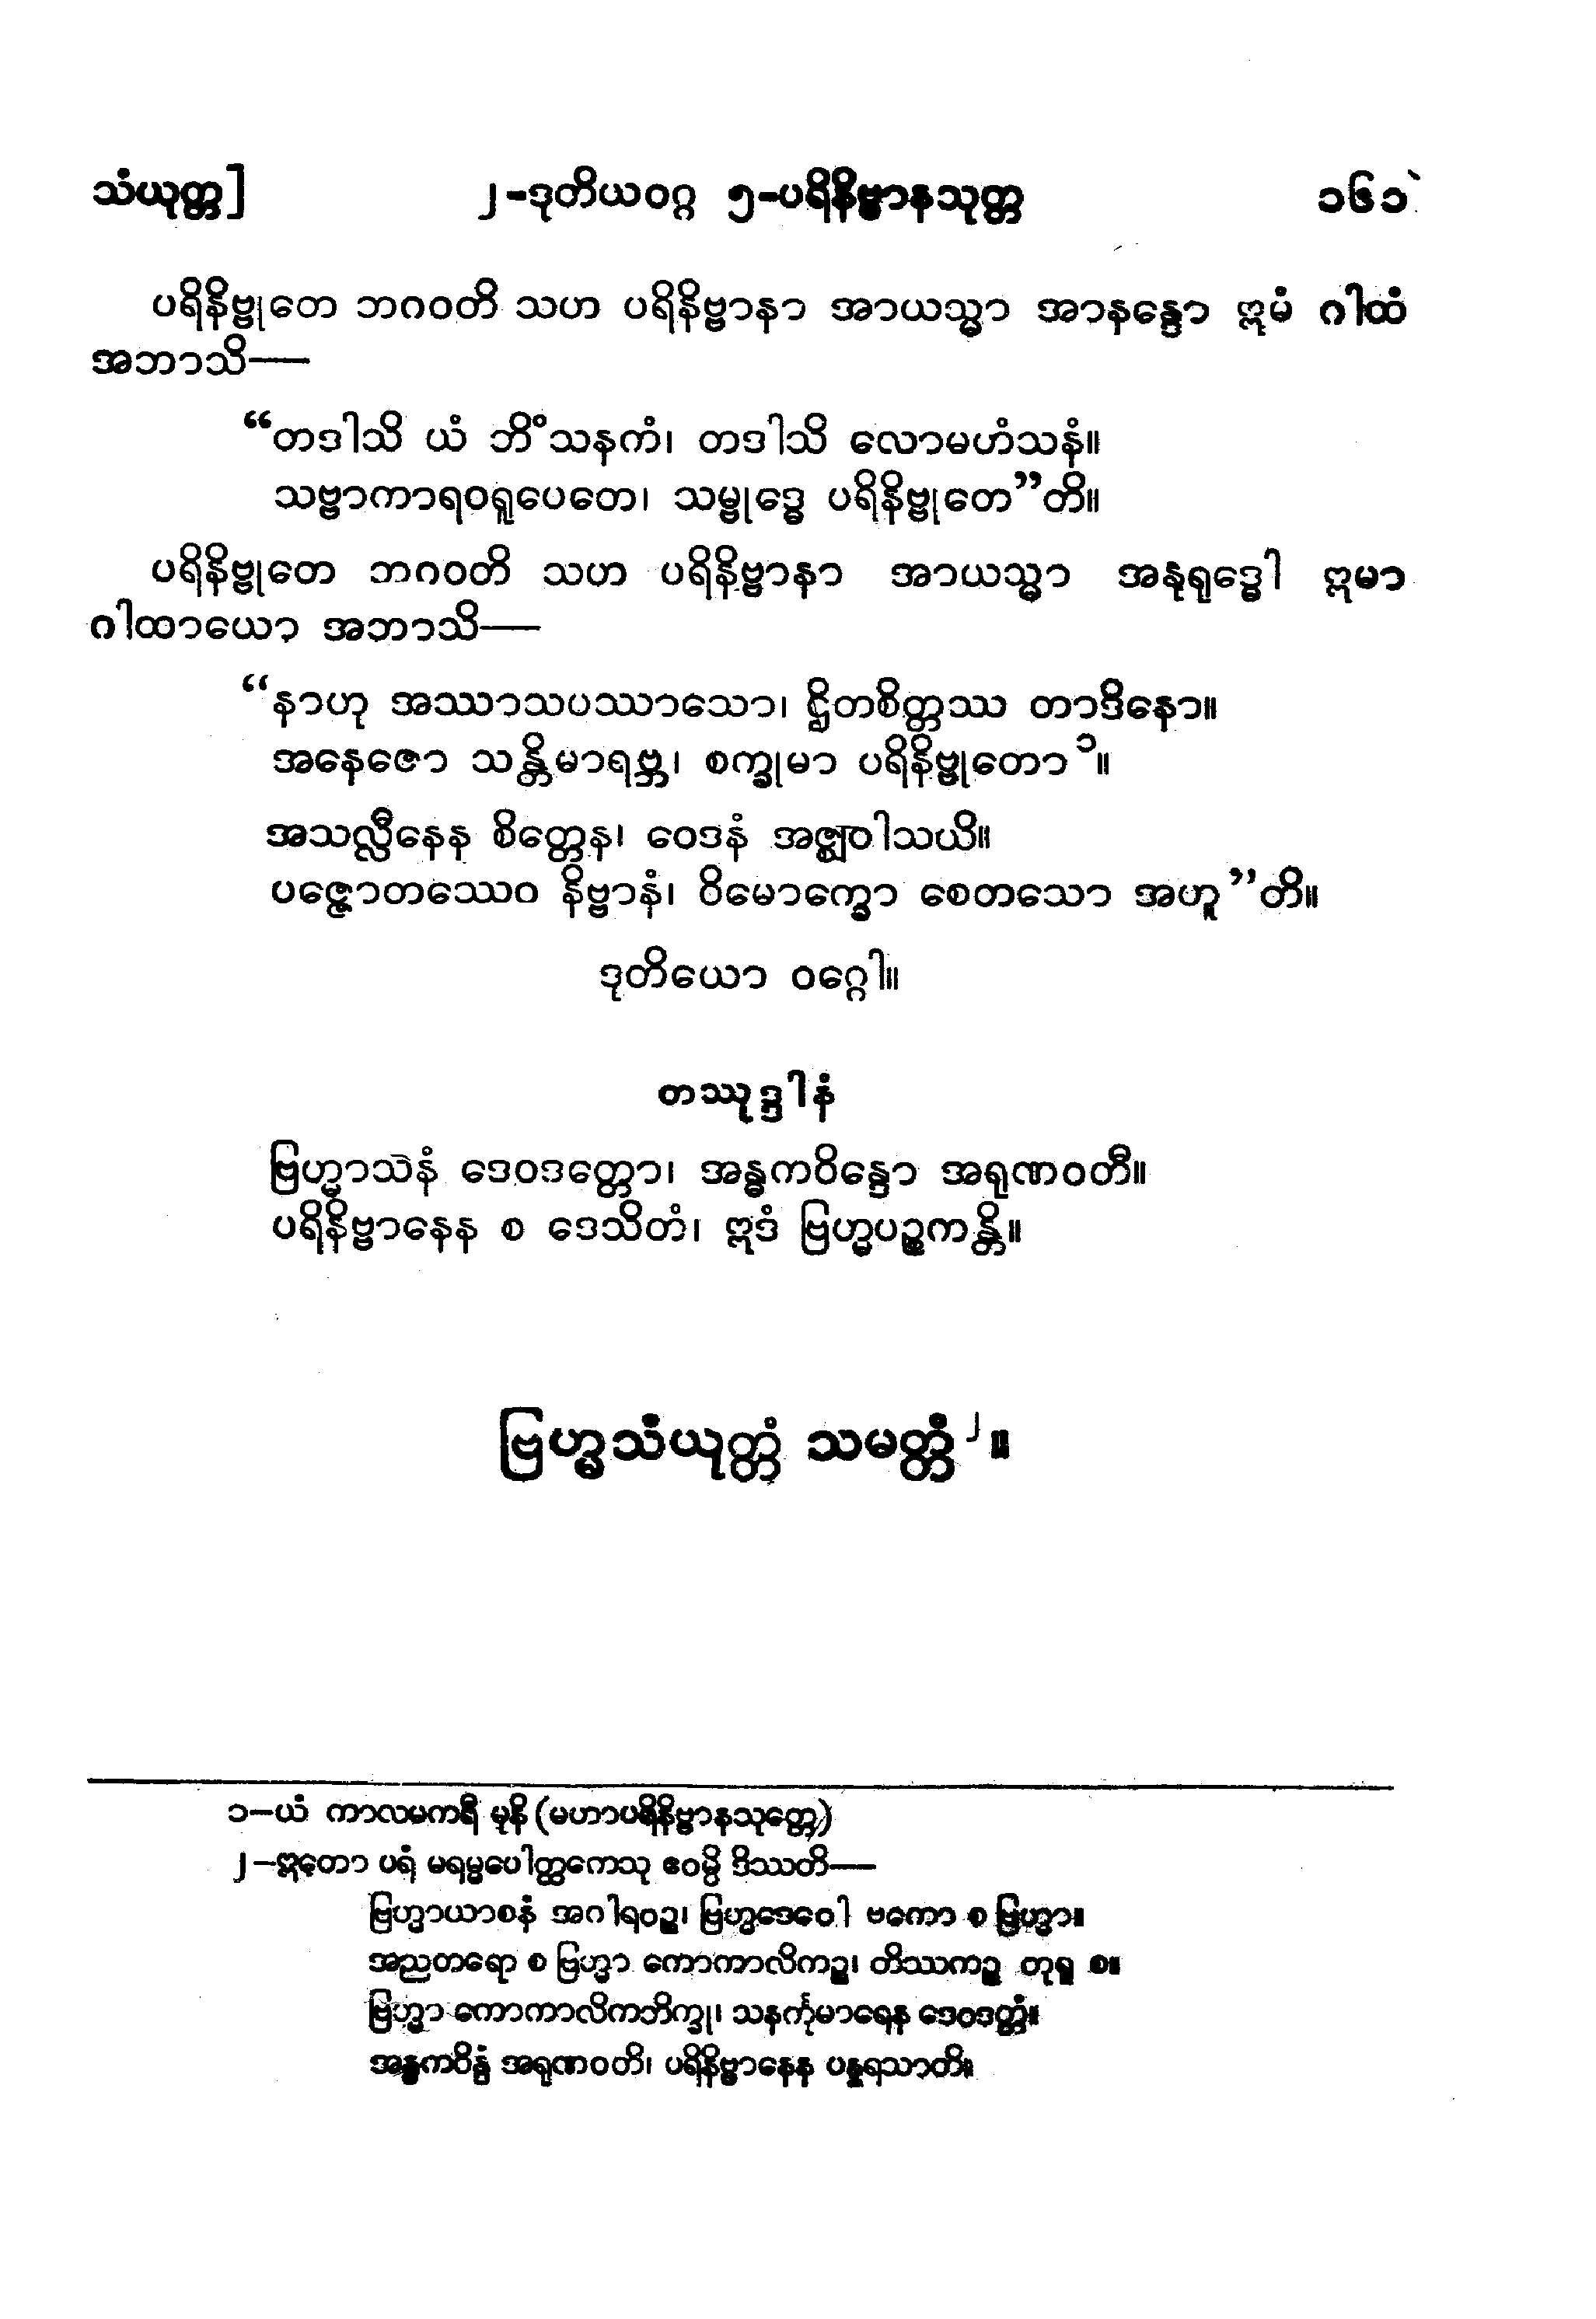 သံယုတ္တ] ၂-ဒုတိယဝဂ္ဂ ၅-ပရိနိဗ္ဗာနသုတ္တ ၁၆၁
ပရိနိဗ္ဗုတေ ဘဂဝတိ သဟ ပရိနိဗ္ဗာနာ အာယသ္မာ အာနန္ဒော ဣမံ ဂါထံ
အဘာသိ—
“တဒါသိ ယံ ဘိံသနကံ၊ တဒါသိ လောမဟံသနံ။
သဗ္ဗာကာရဝရူပေတေ၊ သမ္ဗုဒ္ဓေ ပရိနိဗ္ဗုတေ”တိ။
ပရိနိဗ္ဗုတေ ဘဂဝတိ သဟ ပရိနိဗ္ဗာနာ အာယသ္မာ အနုရုဒ္ဓေါ ဣမာ
ဂါထာယော အဘာသိ—
“နာဟု အဿာသပဿာသော၊ ဌိတစိတ္တဿ တာဒိနော။
အနေဇော သန္တိမာရဗ္ဘ၊ စက္ခုမာ ပရိနိဗ္ဗုတော၁။
အသလ္လီနေန စိတ္တေန၊ ဝေဒနံ အဇ္ဈဝါသယိ။
ပဇ္ဇောတဿေဝ နိဗ္ဗာနံ၊ ဝိမောက္ခော စေတသော အဟူ”တိ။
ဒုတိယော ဝဂ္ဂေါ။
တဿုဒ္ဒါနံ
ဗြဟ္မာသနံ ဒေဝဒတ္တော၊ အန္ဓကဝိန္ဒော အရုဏဝတီ။
ပရိနိဗ္ဗာနေန စ ဒေသိတံ၊ ဣဒံ ဗြဟ္မပဉ္စကန္တိ။
ဗြဟ္မသံယုတ္တံ သမတ္တံ၂။
၁-ယံ ကာလမကရီ မုနိ (မဟာပရိနိဗ္ဗာနသုတ္တေ)
၂-ဣတော ပရံ မရမ္မပေါတ္ထကေသု ဧဝမ္ပိ ဒိဿတိ—
ဗြဟ္မာယာစနံ အဂါရဝဉ္စ၊ ဗြဟ္မဒေဝေါ ဗကော စ ဗြဟ္မာ။
အညတရော စ ဗြဟ္မာ ကောကာလိကဉ္စ၊ တိဿကဉ္စ တုရူ စ။
ဗြဟ္မာ ကောကာလိကဘိက္ခု၊ သနင်္ကုမာရေန ဒေဝဒတ္တံ။
အန္ဓကဝိန္ဒံ အရုဏဝတိ၊ ပရိနိဗ္ဗာနေန ပန္နရသာတိ။